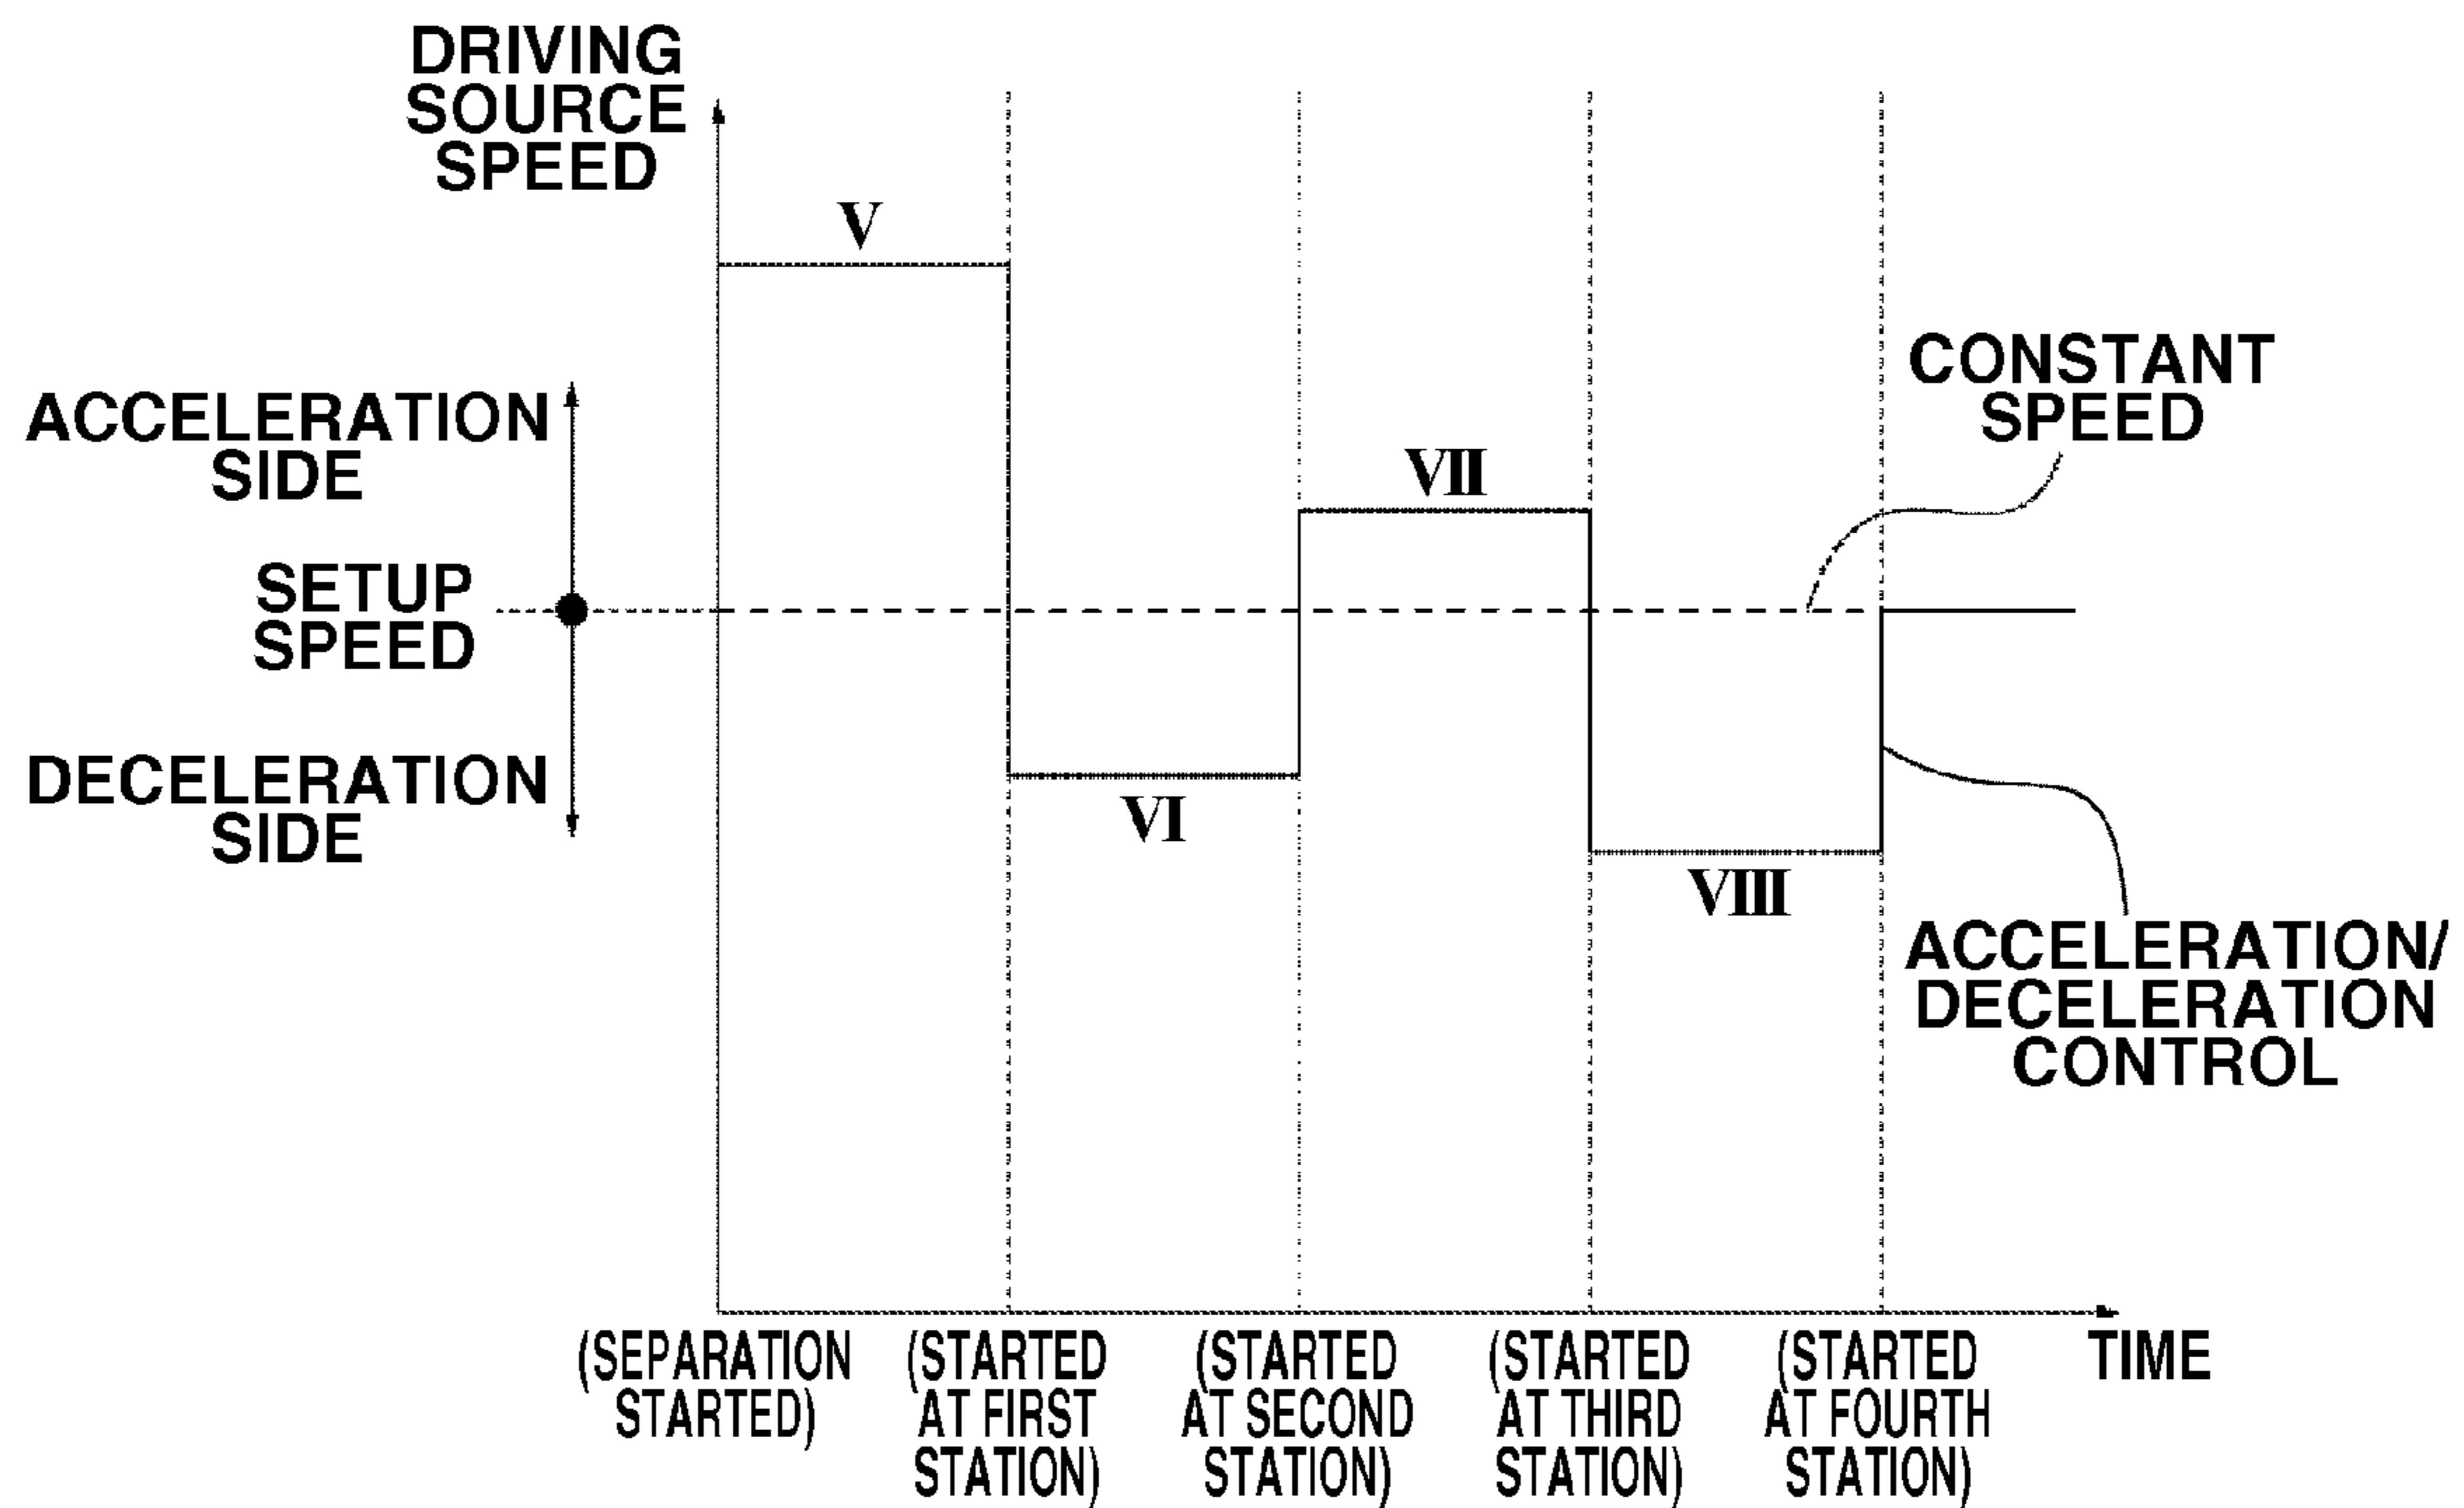 DRIVING
SOURCE
SPEED
V
CONSTANT
SPEED
ACCELERATION
SIDE
VII
SETUP
SPEED
DECELERATION
SIDE
VI
VIII
ACCELERATION/
DECELERATION
CONTROL
(SEPARATION
STARTED)
(STARTED
AT FIRST
STATION)
(STARTED
AT SECOND
STATION)
(STARTED
AT THIRD
STATION)
(STARTED
AT FOURTH
STATION)
TIME